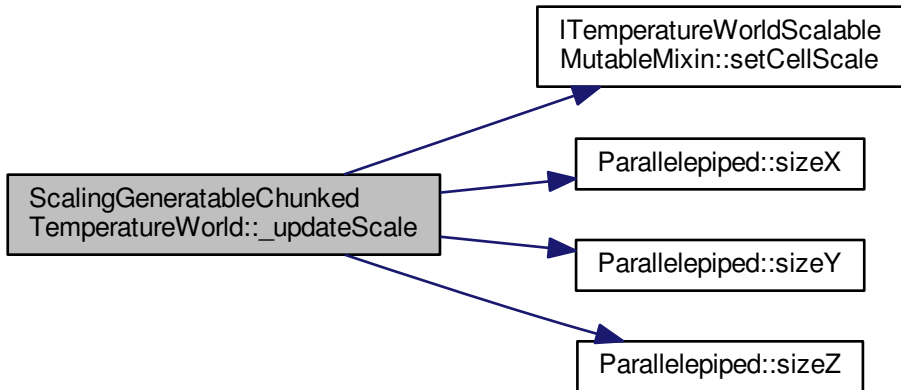 ITemperatureWorldScalable
MutableMixin::setCellScale
Parallelepiped::sizeX
ScalingGeneratableChunked
TemperatureWorld::_updateScale
Parallelepiped::sizeY
Parallelepiped::sizeZ